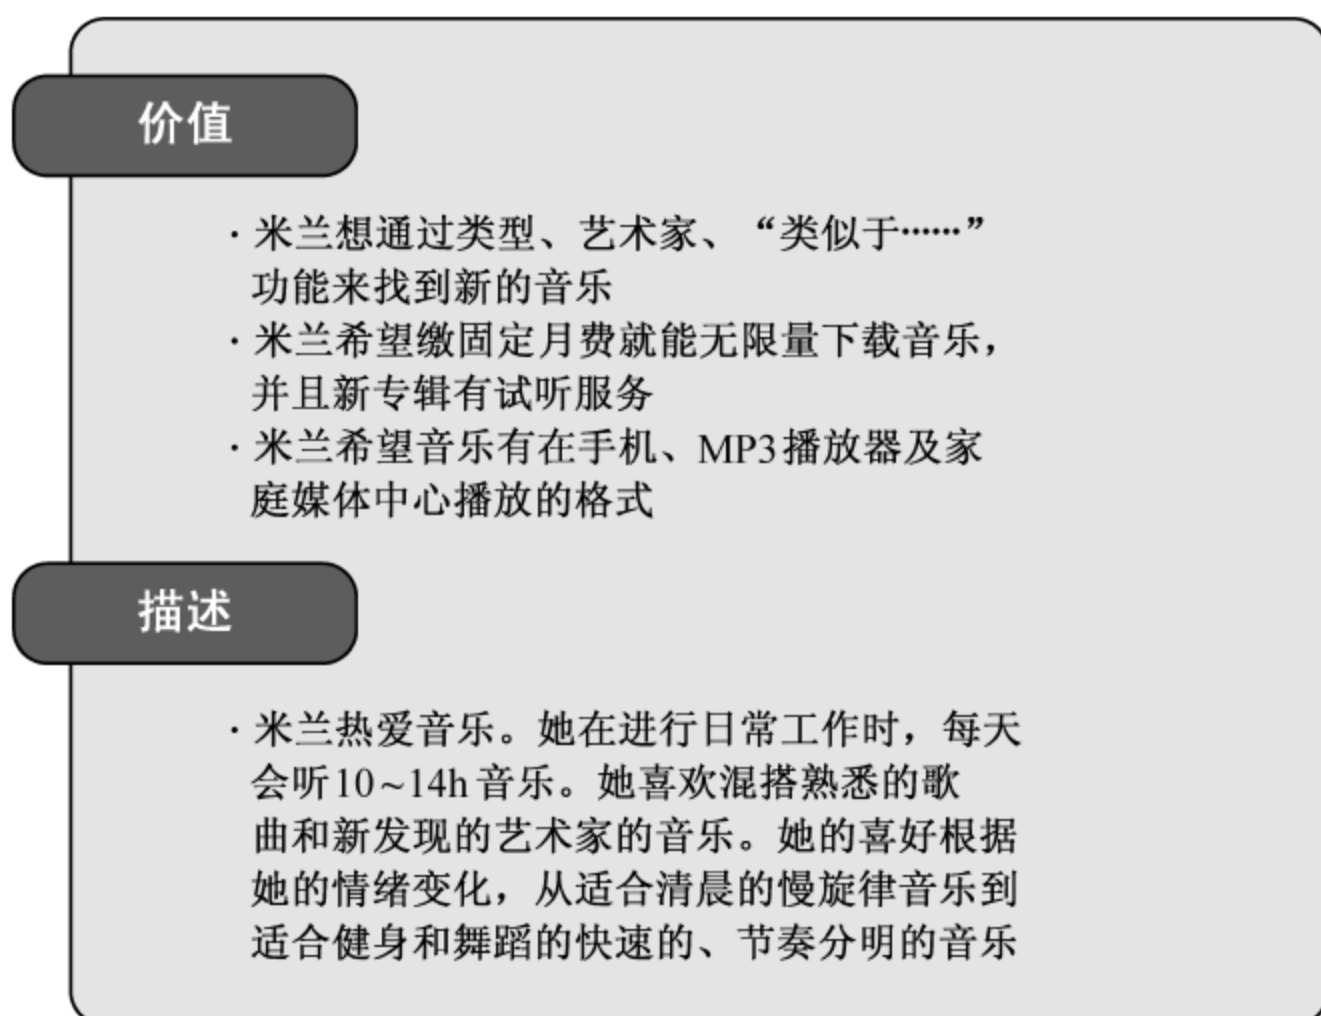 价值
· 米兰想通过类型、艺术家、“类似于……”
功能来找到新的音乐
· 米兰希望缴固定月费就能无限量下载音乐，
并且新专辑有试听服务
· 米兰希望音乐有在手机、MP3播放器及家
庭媒体中心播放的格式
描述
· 米兰热爱音乐。她在进行日常工作时，每天
会听10~14h音乐。她喜欢混搭熟悉的歌
曲和新发现的艺术家的音乐。她的喜好根据
她的情绪变化，从适合清晨的慢旋律音乐到
适合健身和舞蹈的快速的、节奏分明的音乐